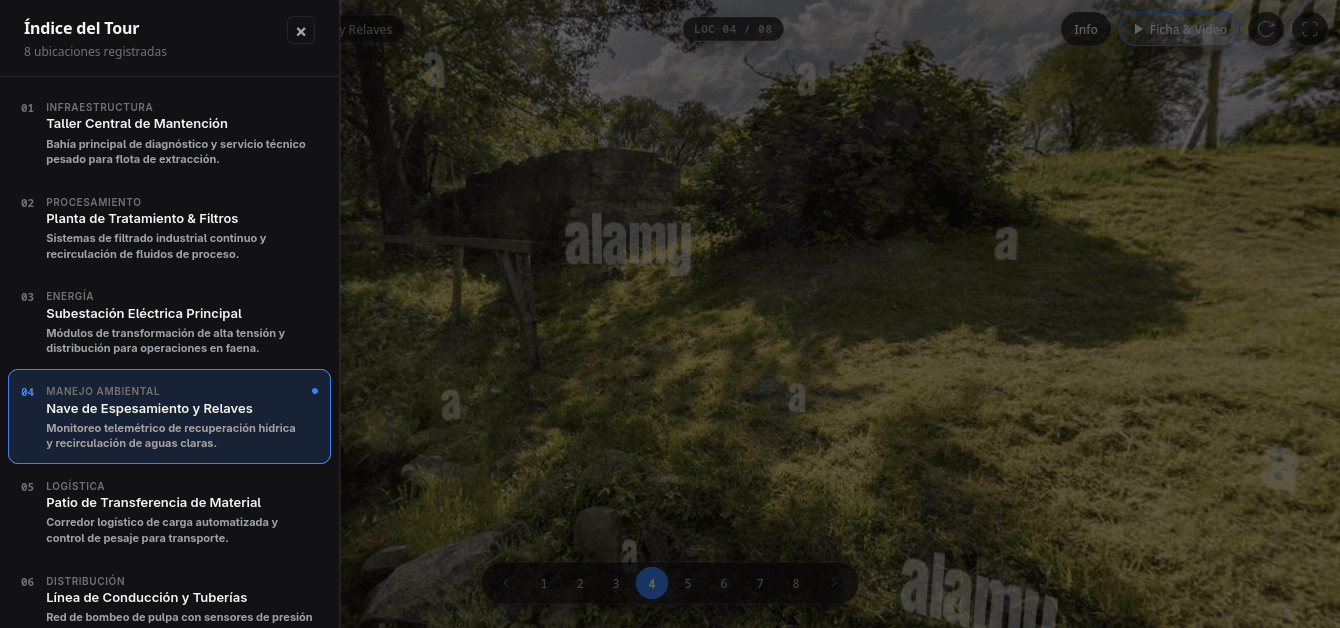 Índice del Tour
8 ubicaciones registradas
×
y Relaves
LOC 04 / 08
Info
Ficha & Video
01 INFRAESTRUCTURA
Taller Central de Mantención
Bahía principal de diagnóstico y servicio técnico
pesado para flota de extracción.
02 PROCESAMIENTO
Planta de Tratamiento & Filtros
Sistemas de filtrado industrial continuo y
recirculación de fluidos de proceso.
03 ENERGÍA
Subestación Eléctrica Principal
Módulos de transformación de alta tensión y
distribución para operaciones en faena.
04 MANEJO AMBIENTAL
Nave de Espesamiento y Relaves
Monitoreo telemétrico de recuperación hídrica
y recirculación de aguas claras.
05 LOGÍSTICA
Patio de Transferencia de Material
Corredor logístico de carga automatizada y
control de pesaje para transporte.
06 DISTRIBUCIÓN
Línea de Conducción y Tuberías
Red de bombeo de pulpa con sensores de presión
a
a
alamy
a
a
a
a
a
alamy
‹ 1 2 3 4 5 6 7 8 ›